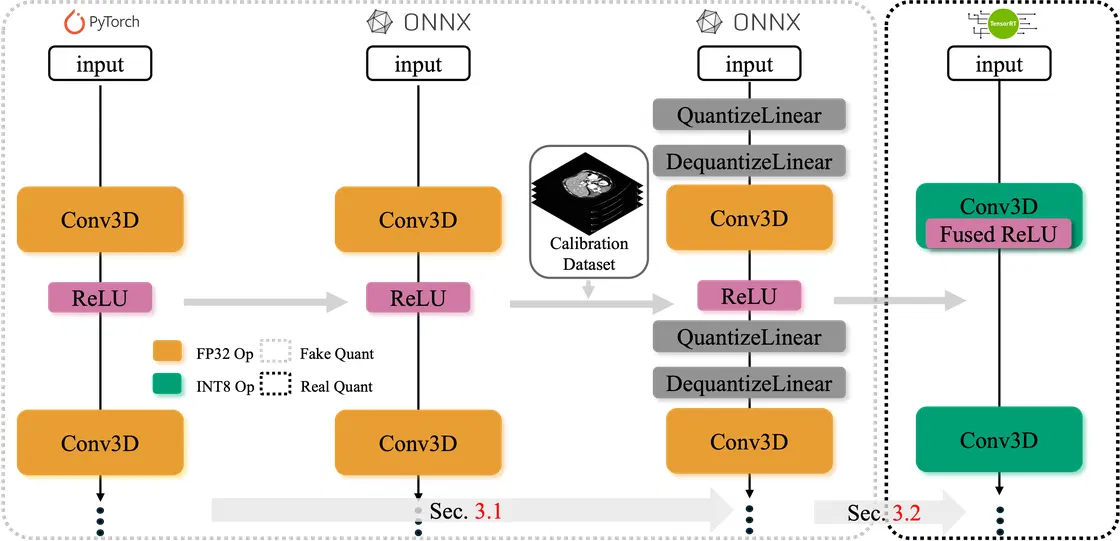 PyTorch
input
Conv3D
ReLU
Conv3D
ONNX
input
Conv3D
ReLU
Conv3D
FP32 Op
Fake Quant
INT8 Op
Real Quant
Calibration
Dataset
ONNX
input
QuantizeLinear
DequantizeLinear
Conv3D
ReLU
QuantizeLinear
DequantizeLinear
Conv3D
TensorRT
input
Conv3D
Fused ReLU
Conv3D
Sec. 3.1
Sec. 3.2